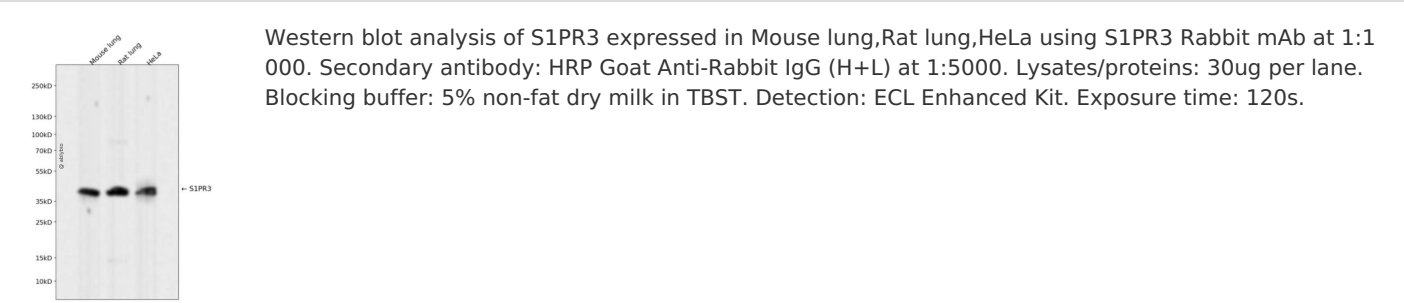 Western blot analysis of S1PR3 expressed in Mouse lung,Rat lung,HeLa using S1PR3 Rabbit mAb at 1:1
000. Secondary antibody: HRP Goat Anti-Rabbit IgG (H+L) at 1:5000. Lysates/proteins: 30ug per lane.
Blocking buffer: 5% non-fat dry milk in TBST. Detection: ECL Enhanced Kit. Exposure time: 120s.
Mouse lung
Rat lung
HeLa
250kD
130kD
100kD
70kD
55kD
← S1PR3
35kD
25kD
15kD
10kD